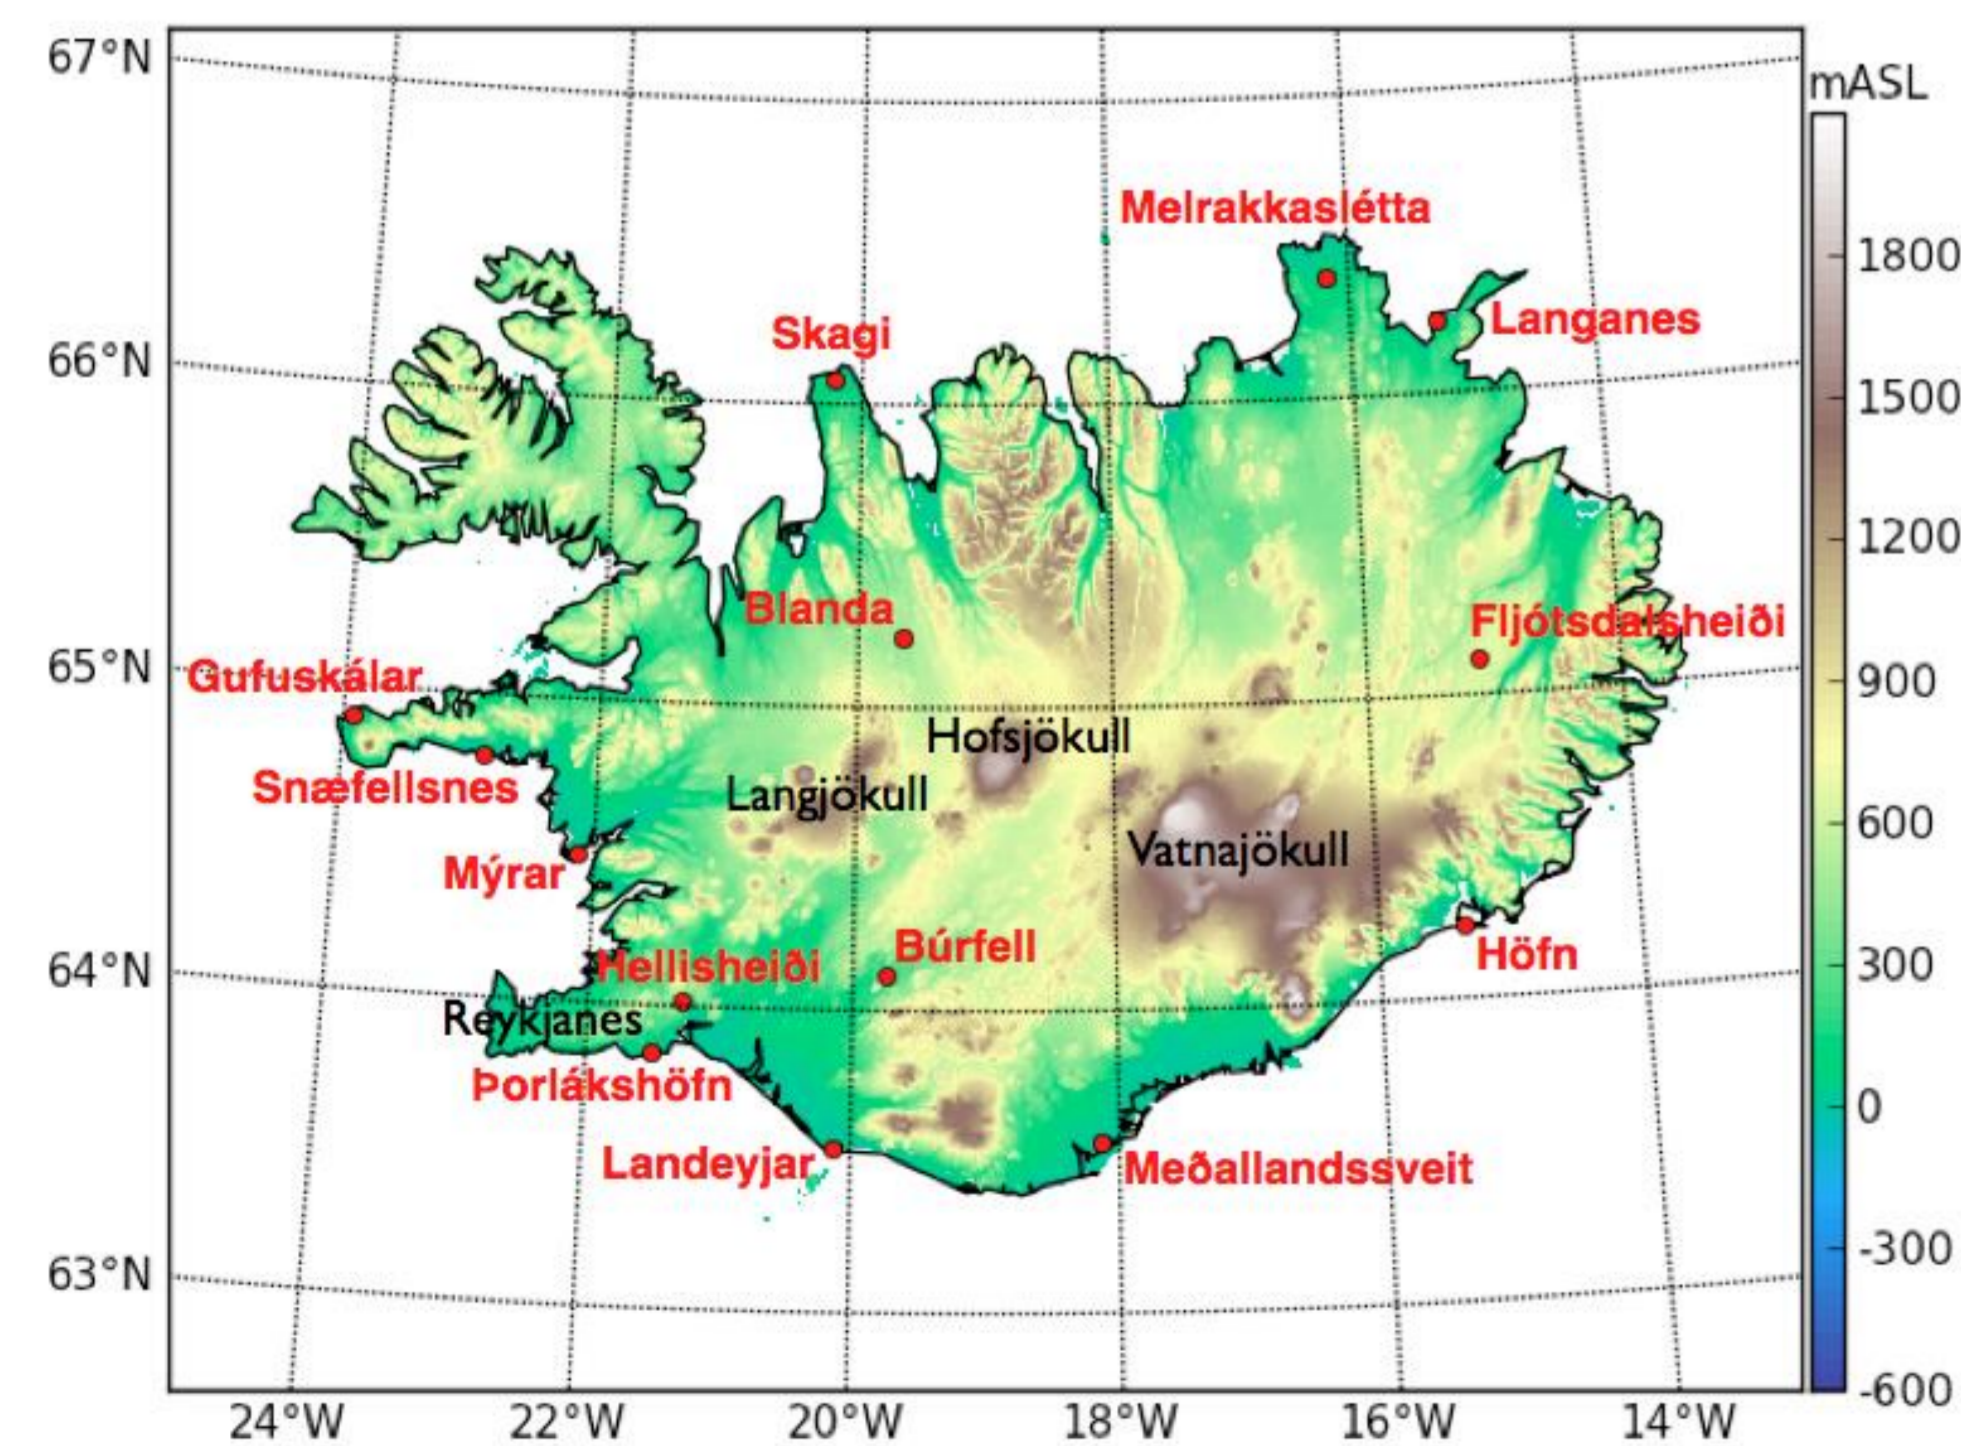 67°N
mASL
Melrakkaslétta
1800
Langanes
Skagi
66°N
1500
1200
Blanda
Fljótsdalsheiði
65°N
Gufuskálar
900
Hofsjökull
Snæfellsnes
Langjökull
600
Vatnajökull
Mýrar
Búrfell
Höfn
64°N
Hellisheiði
300
Reykjanes
Þorlákshöfn
0
Landeyjar
Meðallandssveit
-300
63°N
-600
24°W 22°W 20°W 18°W 16°W 14°W